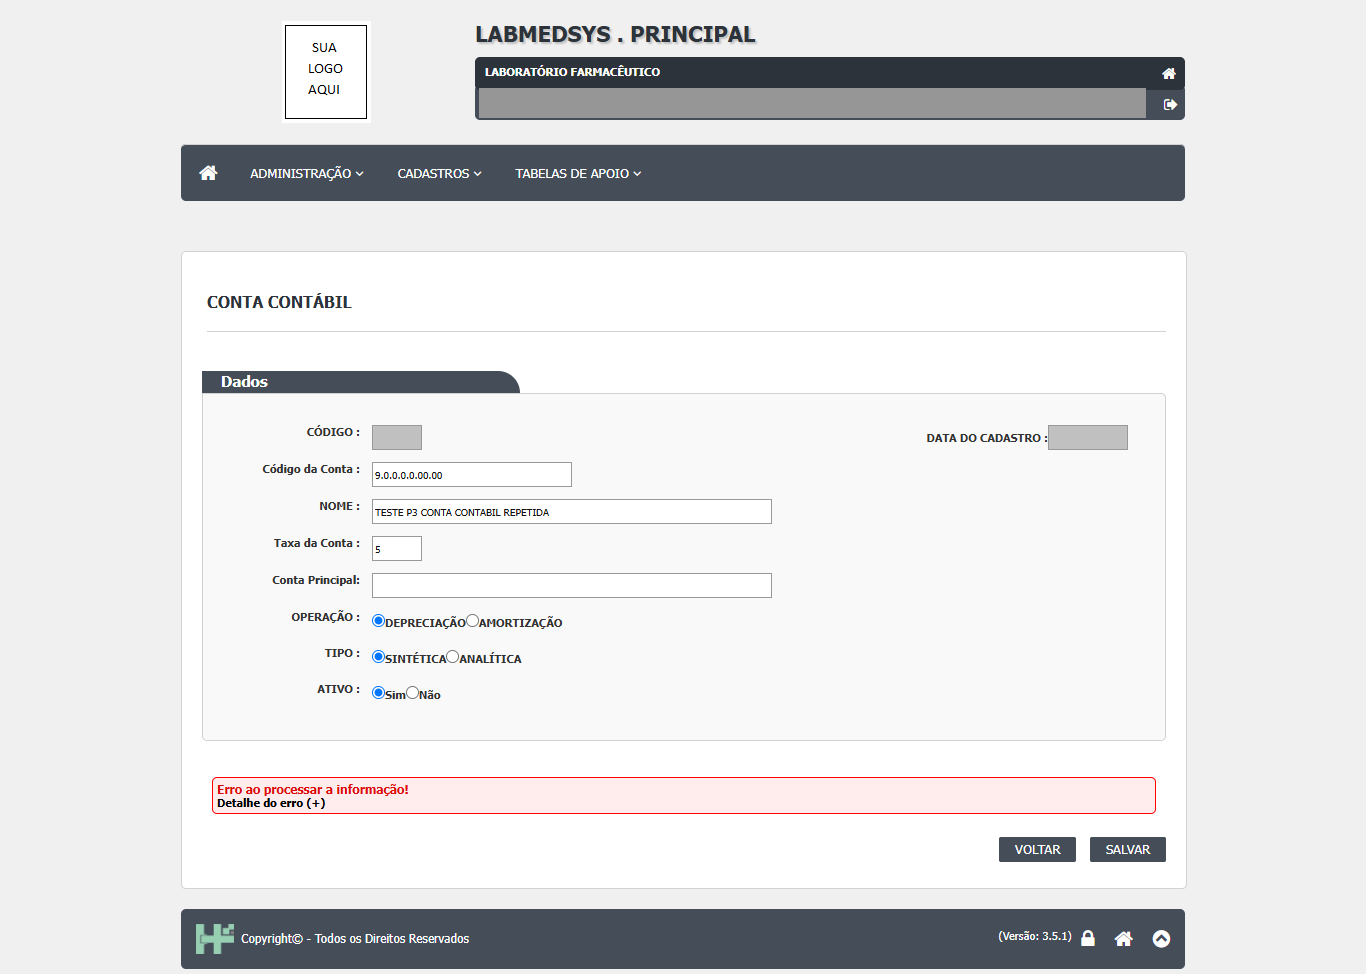 SUA
LOGO
AQUI
LABMEDSYS . PRINCIPAL
LABORATÓRIO FARMACÊUTICO
ADMINISTRAÇÃO CADASTROS TABELAS DE APOIO
CONTA CONTÁBIL
Dados
CÓDIGO : DATA DO CADASTRO :
Código da Conta : 9.0.0.0.0.00.00
NOME : TESTE P3 CONTA CONTABIL REPETIDA
Taxa da Conta : 5
Conta Principal:
OPERAÇÃO : DEPRECIAÇÃO AMORTIZAÇÃO
TIPO : SINTÉTICA ANALÍTICA
ATIVO : Sim Não
Erro ao processar a informação!
Detalhe do erro (+)
VOLTAR SALVAR
Copyright© - Todos os Direitos Reservados (Versão: 3.5.1)